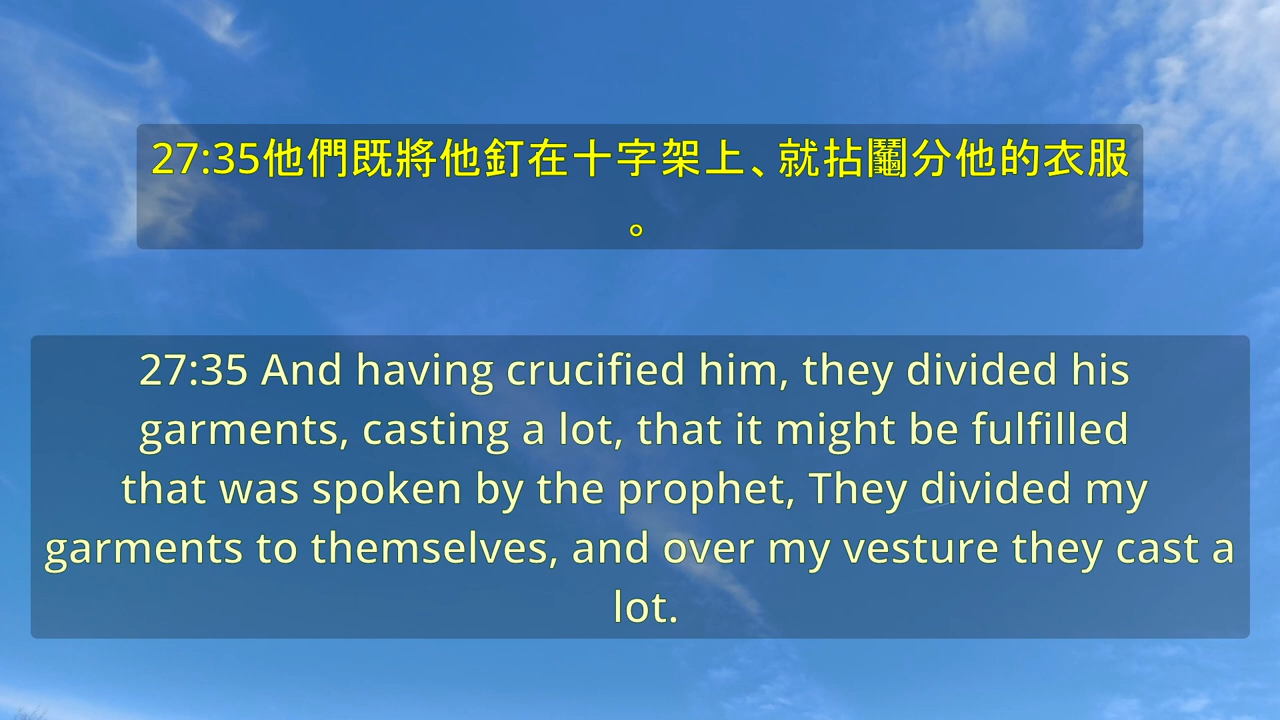 27:35他們既將他釘在十字架上、就拈鬮分他的衣服
。
27:35 And having crucified him, they divided his
garments, casting a lot, that it might be fulfilled
that was spoken by the prophet, They divided my
garments to themselves, and over my vesture they cast a
lot.